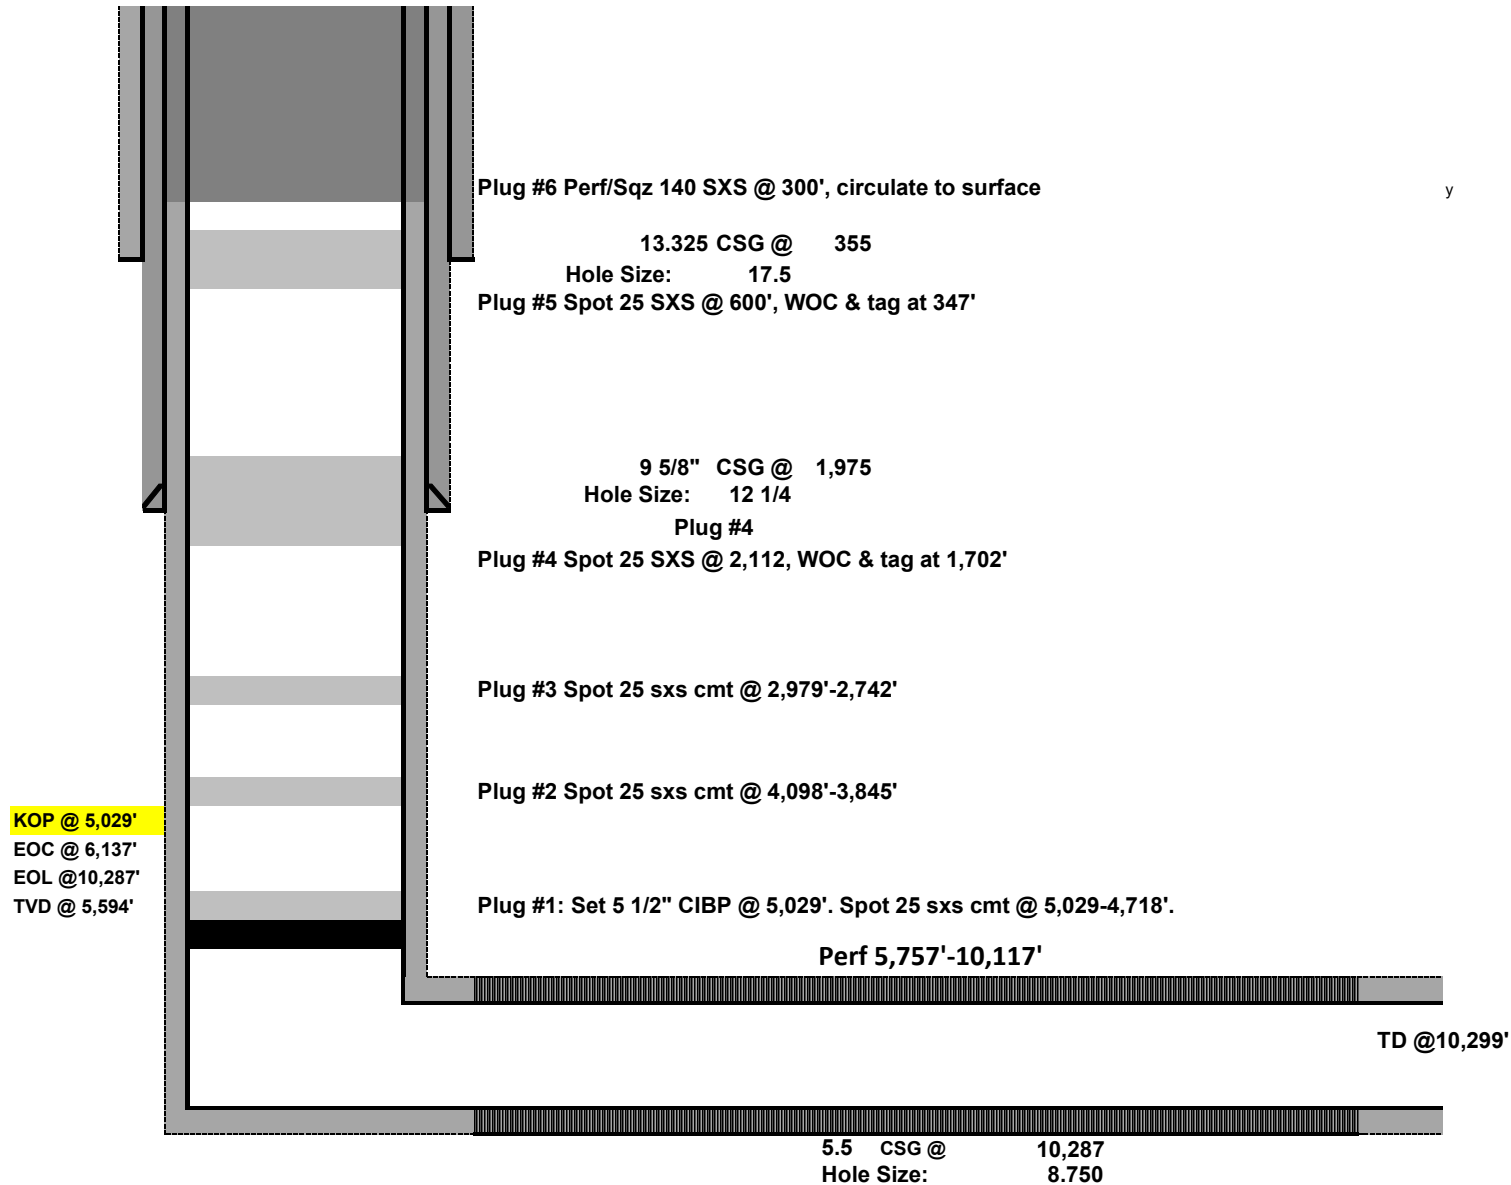 Plug #6 Perf/Sqz 140 SXS @ 300', circulate to surface
y
13.325 CSG @ 355
Hole Size: 17.5
Plug #5 Spot 25 SXS @ 600', WOC & tag at 347'
9 5/8" CSG @ 1,975
Hole Size: 12 1/4
Plug #4
Plug #4 Spot 25 SXS @ 2,112, WOC & tag at 1,702'
Plug #3 Spot 25 sxs cmt @ 2,979'-2,742'
Plug #2 Spot 25 sxs cmt @ 4,098'-3,845'
KOP @ 5,029'
EOC @ 6,137'
EOL @10,287'
TVD @ 5,594'
Plug #1: Set 5 1/2" CIBP @ 5,029'. Spot 25 sxs cmt @ 5,029-4,718'.
Perf 5,757'-10,117'
TD @10,299'
5.5 CSG @ 10,287
Hole Size: 8.750